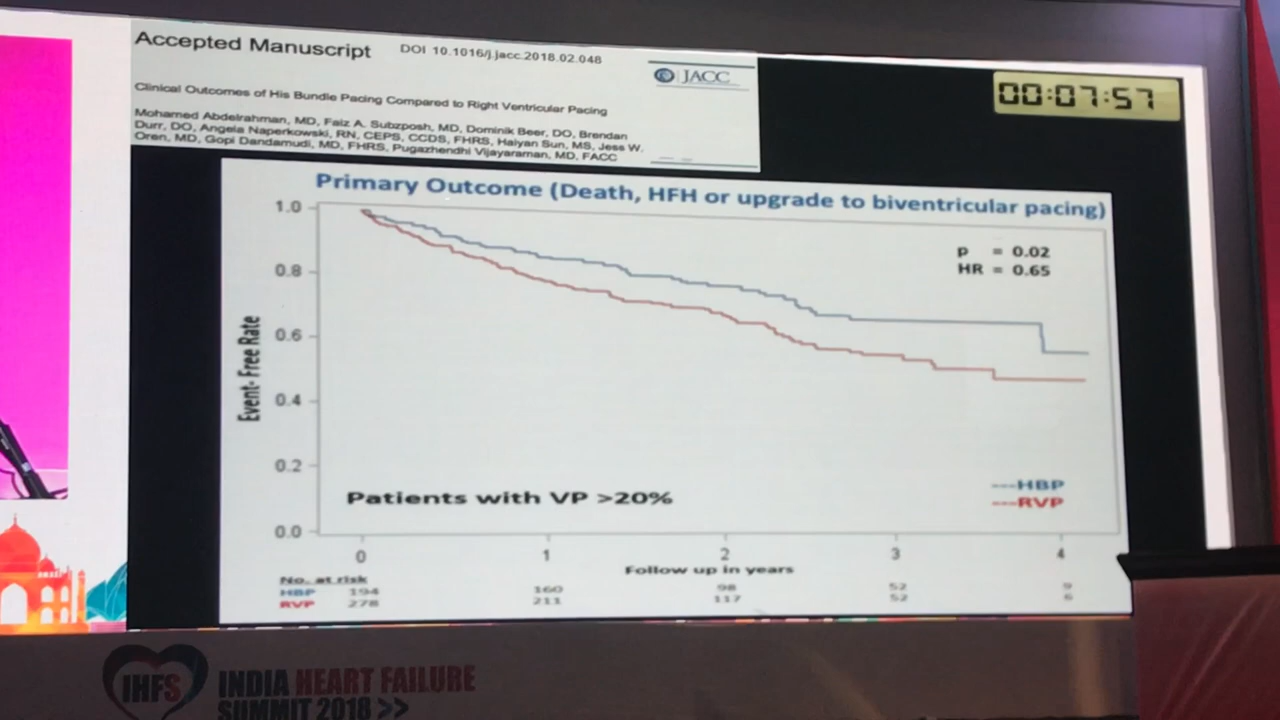 Accepted Manuscript
DOI 10.1016/j.jacc.2018.02.048
JACC
00:07:57
Clinical Outcomes of His Bundle Pacing Compared to Right Ventricular Pacing
Mohamed Abdelrahman, MD, Faiz A. Subzposh, MD, Dominik Beer, DO, Brendan
Durr, DO, Angela Naperkowski, RN, CEPS, CCDS, FHRS, Haiyan Sun, MS, Jess W.
Oren, MD, Gopi Dandamudi, MD, FHRS, Pugazhendhi Vijayaraman, MD, FACC
Primary Outcome (Death, HFH or upgrade to biventricular pacing)
p = 0.02
HR = 0.65
Event- Free Rate
1.0
0.8
0.6
0.4
0.2
0.0
Patients with VP >20%
---HBP
---RVP
0 1 2 3 4
Follow up in years
No. at risk
HBP 194 160 98 52 9
RVP 278 211 117 52 6
IHFS
INDIA HEART FAILURE
SUMMIT 2018 >>